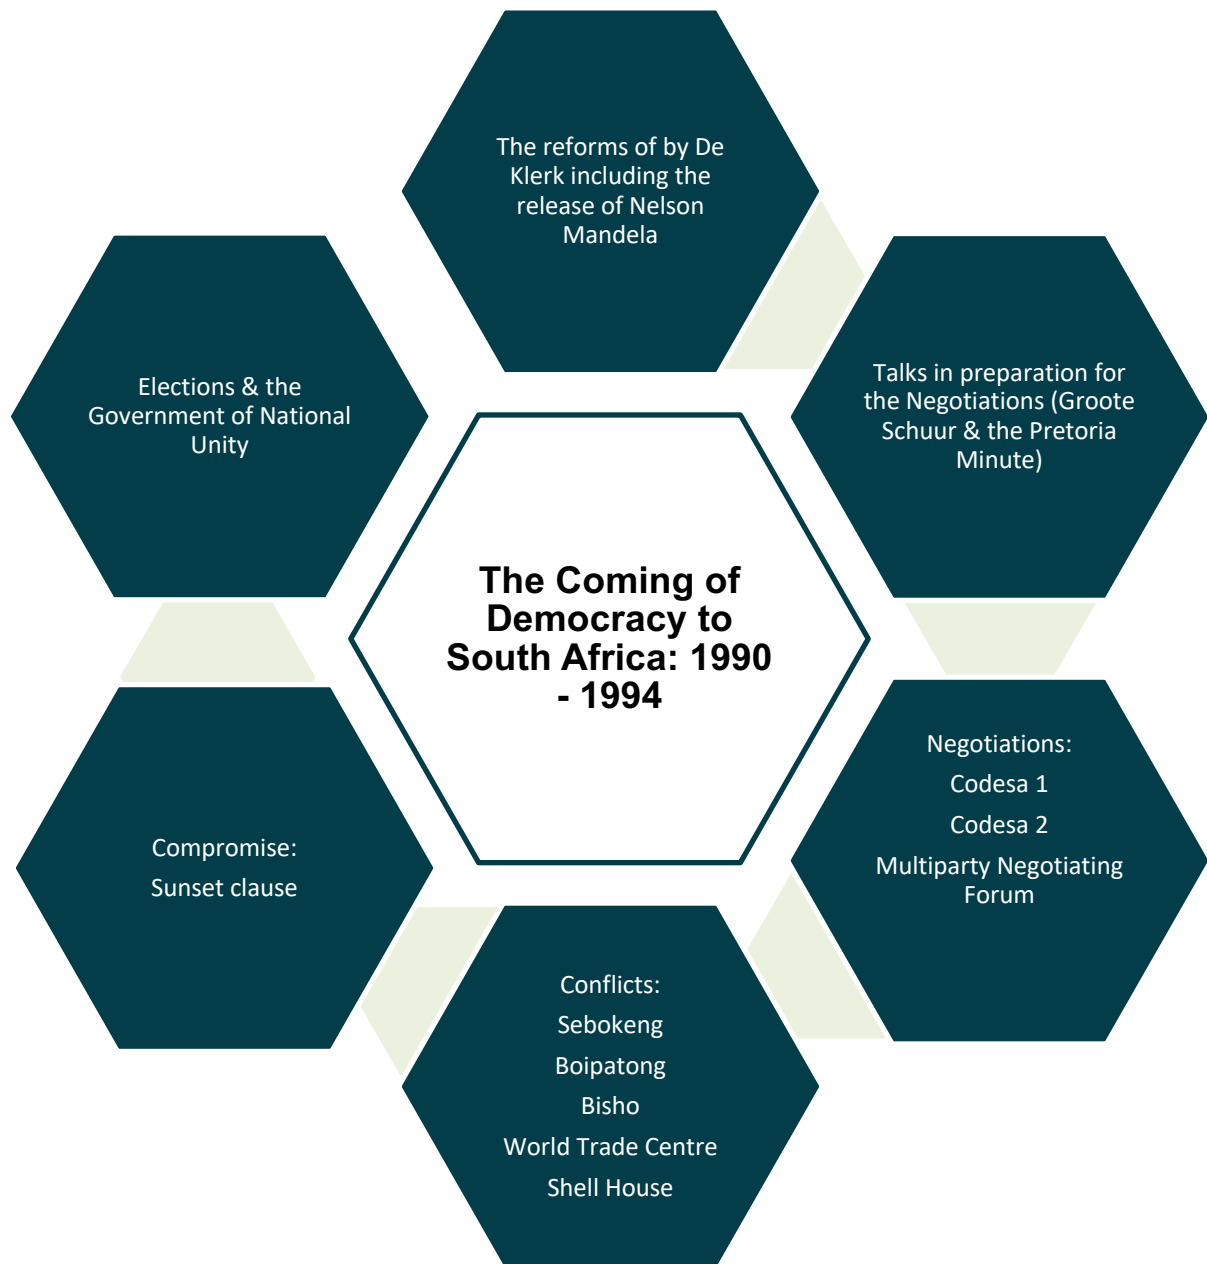 The reforms of by De
Klerk including the
release of Nelson
Mandela
Talks in preparation for
the Negotiations (Groote
Schuur & the Pretoria
Minute)
Negotiations:
Codesa 1
Codesa 2
Multiparty Negotiating
Forum
Conflicts:
Sebokeng
Boipatong
Bisho
World Trade Centre
Shell House
Compromise:
Sunset clause
Elections & the
Government of National
Unity
The Coming of
Democracy to
South Africa: 1990
- 1994